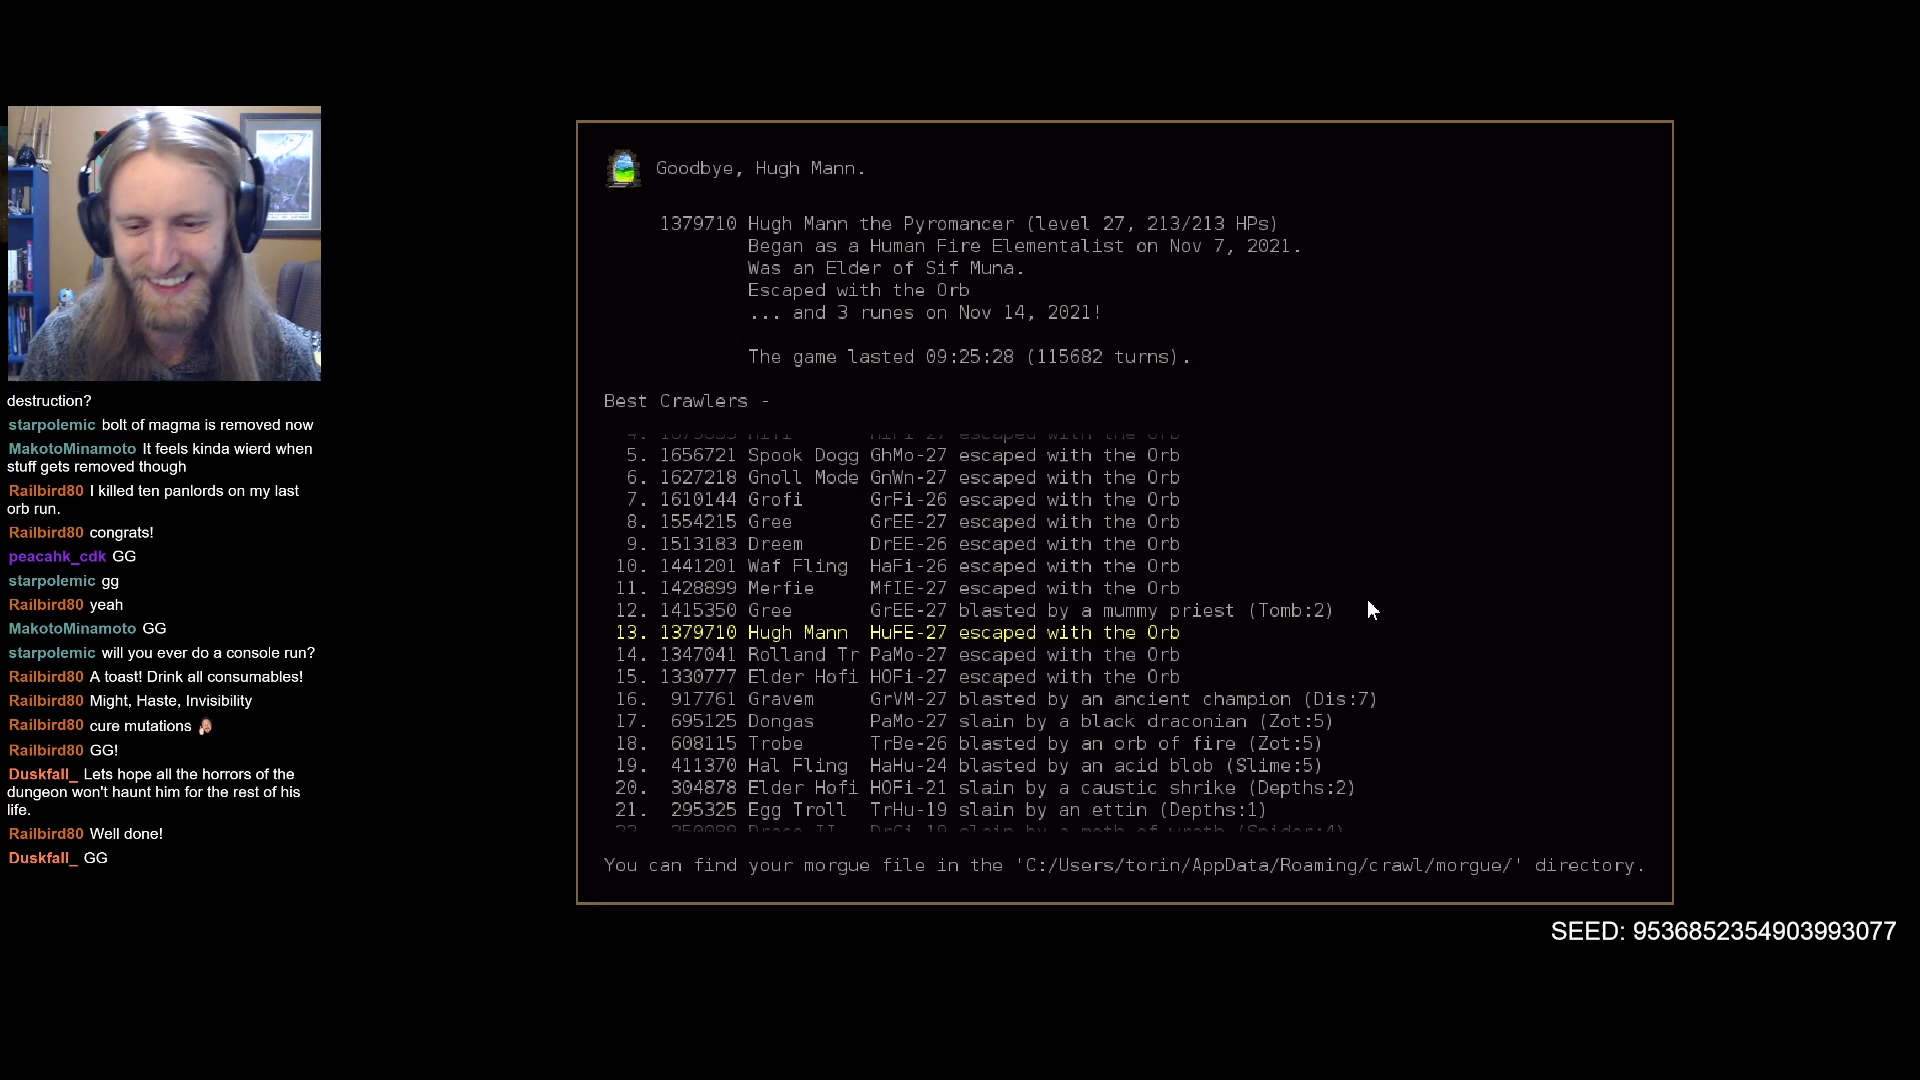 destruction?
starpolemic bolt of magma is removed now
MakotoMinamoto It feels kinda wierd when
stuff gets removed though
Railbird80 I killed ten panlords on my last
orb run.
Railbird80 congrats!
peacahk_cdk GG
starpolemic gg
Railbird80 yeah
MakotoMinamoto GG
starpolemic will you ever do a console run?
Railbird80 A toast! Drink all consumables!
Railbird80 Might, Haste, Invisibility
Railbird80 cure mutations
Railbird80 GG!
Duskfall_ Lets hope all the horrors of the
dungeon won't haunt him for the rest of his
life.
Railbird80 Well done!
Duskfall_ GG
Goodbye, Hugh Mann.
1379710 Hugh Mann the Pyromancer (level 27, 213/213 HPs)
Began as a Human Fire Elementalist on Nov 7, 2021.
Was an Elder of Sif Muna.
Escaped with the Orb
... and 3 runes on Nov 14, 2021!
The game lasted 09:25:28 (115682 turns).
Best Crawlers -
escaped with the Orb
5. 1656721 Spook Dogg GhMo-27 escaped with the Orb
6. 1627218 Gnoll Mode GnWn-27 escaped with the Orb
7. 1610144 Grofi GrFi-26 escaped with the Orb
8. 1554215 Gree GrEE-27 escaped with the Orb
9. 1513183 Dreem DrEE-26 escaped with the Orb
10. 1441201 Waf Fling HaFi-26 escaped with the Orb
11. 1428899 Merfie MfIE-27 escaped with the Orb
12. 1415350 Gree GrEE-27 blasted by a mummy priest (Tomb:2)
13. 1379710 Hugh Mann HuFE-27 escaped with the Orb
14. 1347041 Rolland Tr PaMo-27 escaped with the Orb
15. 1330777 Elder Hofi HOFi-27 escaped with the Orb
16. 917761 Gravem GrVM-27 blasted by an ancient champion (Dis:7)
17. 695125 Dongas PaMo-27 slain by a black draconian (Zot:5)
18. 608115 Trobe TrBe-26 blasted by an orb of fire (Zot:5)
19. 411370 Hal Fling HaHu-24 blasted by an acid blob (Slime:5)
20. 304878 Elder Hofi HOFi-21 slain by a caustic shrike (Depths:2)
21. 295325 Egg Troll TrHu-19 slain by an ettin (Depths:1)
slain by a moth of wrath (Spider:4)
You can find your morgue file in the 'C:/Users/torin/AppData/Roaming/crawl/morgue/' directory.
SEED: 9536852354903993077